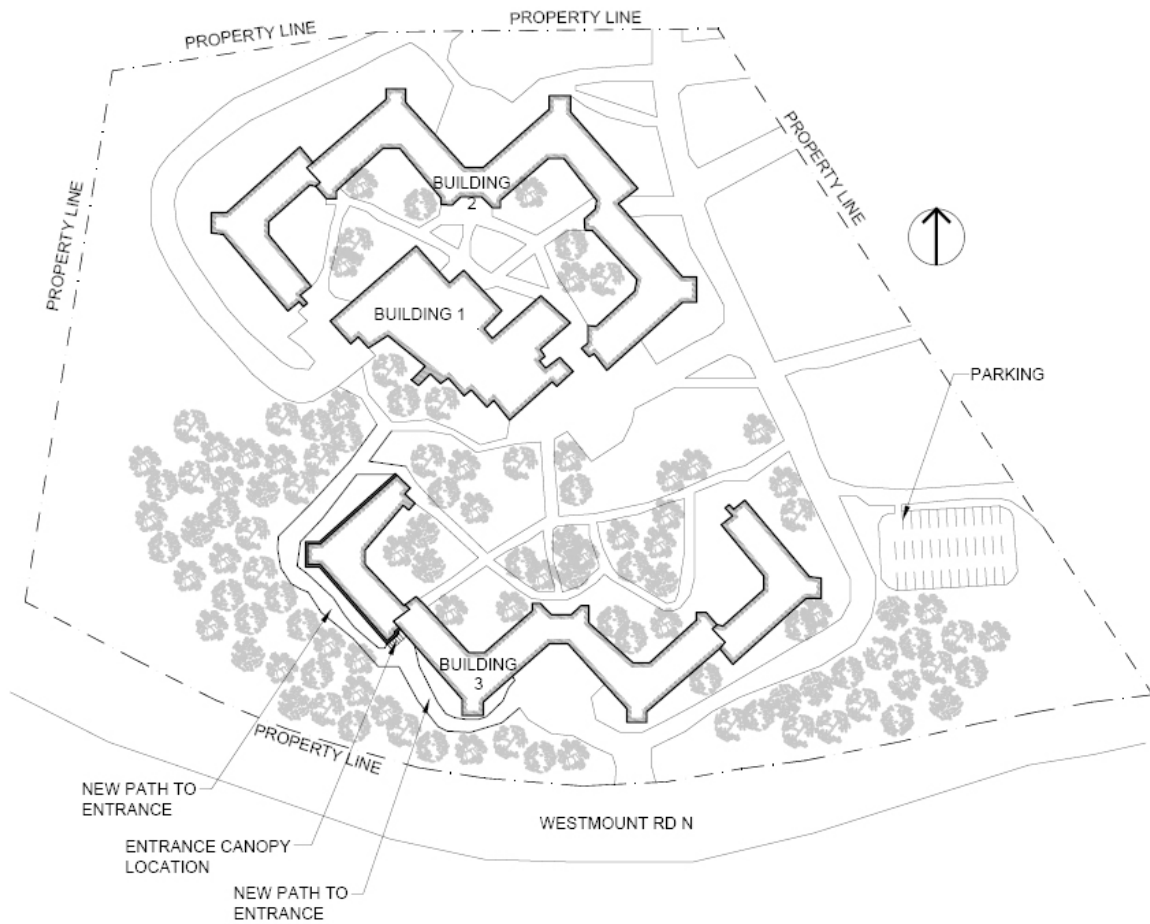 PROPERTY LINE
PROPERTY LINE
PROPERTY LINE
PROPERTY LINE
BUILDING
2
BUILDING 1
PARKING
BUILDING
3
PROPERTY LINE
NEW PATH TO
ENTRANCE
ENTRANCE CANOPY
LOCATION
NEW PATH TO
ENTRANCE
WESTMOUNT RD N